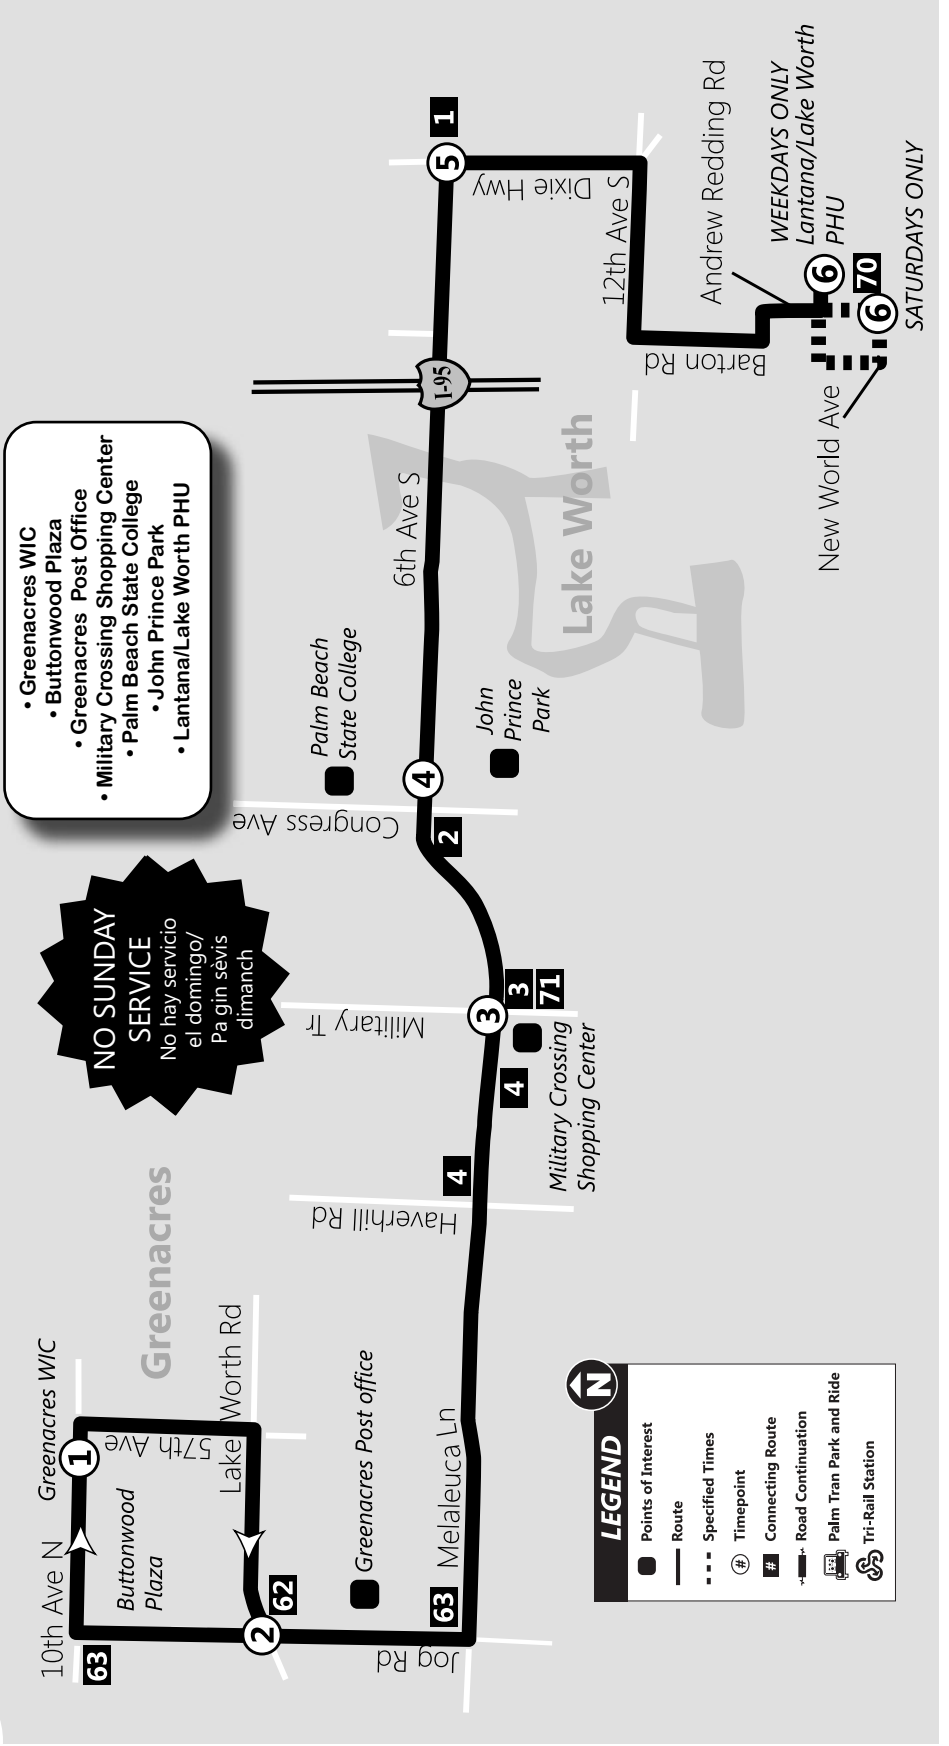 • Greenacres WIC
• Buttonwood Plaza
• Greenacres Post Office
• Military Crossing Shopping Center
• Palm Beach State College
• John Prince Park
• Lantana/Lake Worth PHU
NO SUNDAY
SERVICE
No hay servicio
el domingo/
Pa gin sèvis
dimanch
Greenacres
Greenacres WIC
10th Ave N
63
1
57th Ave
Lake Worth Rd
Buttonwood
Plaza
2
62
Greenacres Post office
Jog Rd
63
Melaleuca Ln
Haverhill Rd
4
4
Military Tr
3
3
71
Military Crossing
Shopping Center
Congress Ave
2
4
Palm Beach
State College
John
Prince
Park
Lake Worth
6th Ave S
I-95
5
1
Dixie Hwy
12th Ave S
Barton Rd
Andrew Redding Rd
WEEKDAYS ONLY
Lantana/Lake Worth
PHU
6
70
6
SATURDAYS ONLY
New World Ave
N
LEGEND
Points of Interest
Route
Specified Times
# Timepoint
# Connecting Route
Road Continuation
Palm Tran Park and Ride
Tri-Rail Station